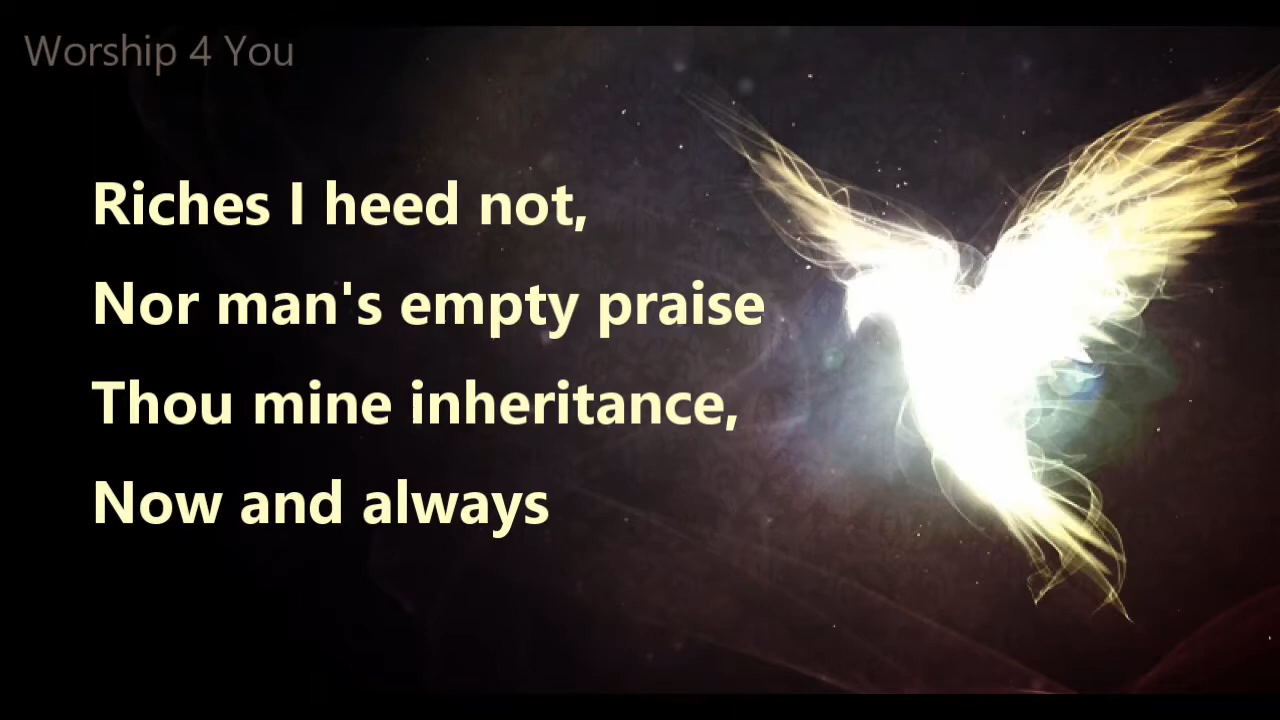 Worship 4 You
Riches I heed not,
Nor man's empty praise
Thou mine inheritance,
Now and always